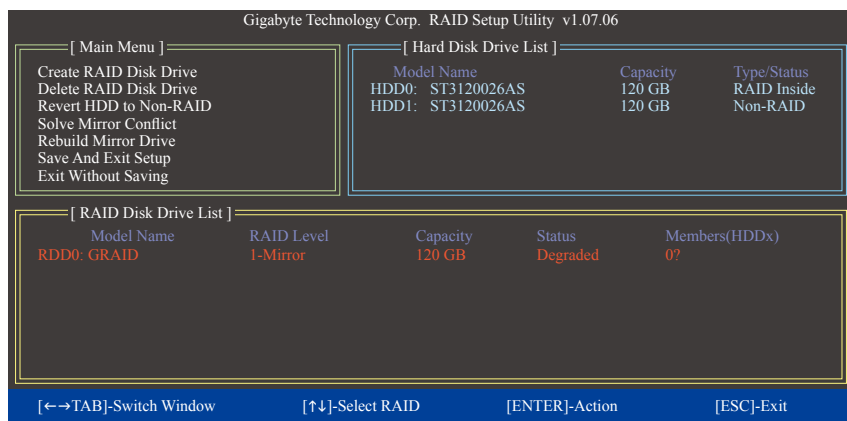 Gigabyte Technology Corp. RAID Setup Utility v1.07.06
[ Main Menu ]
Create RAID Disk Drive
Delete RAID Disk Drive
Revert HDD to Non-RAID
Solve Mirror Conflict
Rebuild Mirror Drive
Save And Exit Setup
Exit Without Saving
[ Hard Disk Drive List ]
Model Name Capacity Type/Status
HDD0: ST3120026AS 120 GB RAID Inside
HDD1: ST3120026AS 120 GB Non-RAID
[ RAID Disk Drive List ]
Model Name RAID Level Capacity Status Members(HDDx)
RDD0: GRAID 1-Mirror 120 GB Degraded 0?
[←→TAB]-Switch Window [↑↓]-Select RAID [ENTER]-Action [ESC]-Exit